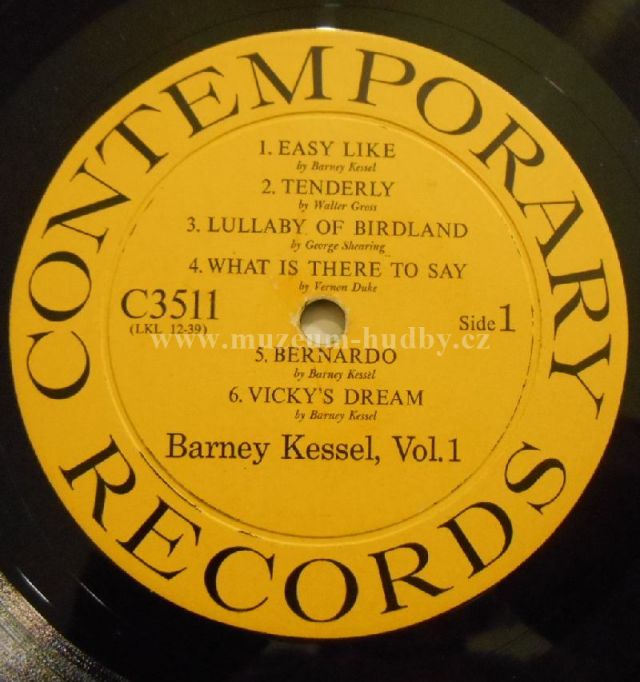 CONTEMPORARY RECORDS
1. EASY LIKE
by Barney Kessel
2. TENDERLY
by Walter Gross
3. LULLABY OF BIRDLAND
by George Shearing
4. WHAT IS THERE TO SAY
by Vernon Duke
C3511
(LKL 12-39)
Side 1
www.muzeum-hudby.cz
5. BERNARDO
by Barney Kessel
6. VICKY'S DREAM
by Barney Kessel
Barney Kessel, Vol.1